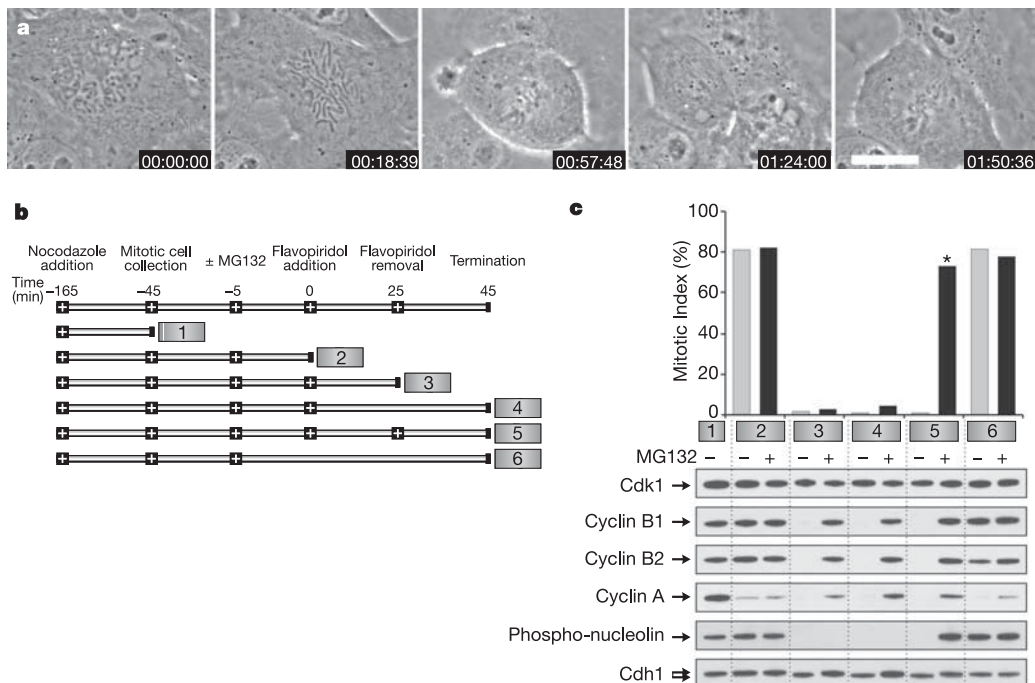 a
00:00:00
00:18:39
00:57:48
01:24:00
01:50:36
b
Nocodazole addition
Mitotic cell collection
± MG132
Flavopiridol addition
Flavopiridol removal
Termination
Time (min)
−165
−45
−5
0
25
45
1
2
3
4
5
6
c
Mitotic Index (%)
100
80
60
40
20
0
*
1 2 3 4 5 6
MG132 − − + − + − + − + − +
Cdk1
Cyclin B1
Cyclin B2
Cyclin A
Phospho-nucleolin
Cdh1